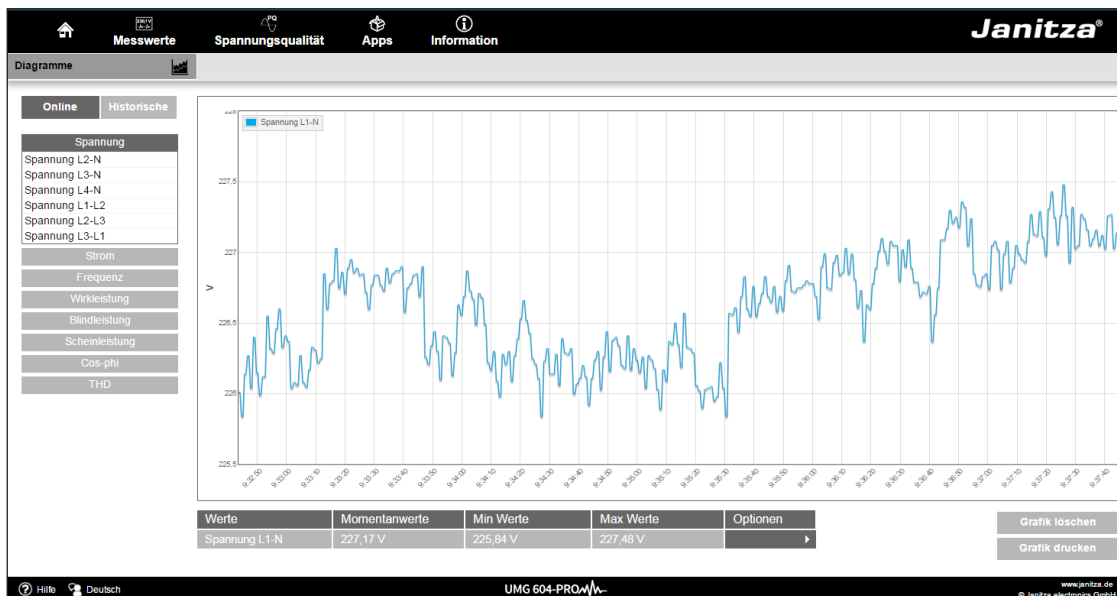 230,1 V
PQ
Messwerte
Spannungsqualität
Apps
Information
Janitza®
Diagramme
Online
Historische
Spannung
Spannung L2-N
Spannung L3-N
Spannung L4-N
Spannung L1-L2
Spannung L2-L3
Spannung L3-L1
Strom
Frequenz
Wirkleistung
Blindleistung
Scheinleistung
Cos-phi
THD
228
Spannung L1-N
227,5
227
V
226,5
226
225,5
9:32:50 9:33:00 9:33:10 9:33:20 9:33:30 9:33:40 9:33:50 9:34:00 9:34:10 9:34:20 9:34:30 9:34:40 9:34:50 9:35:00 9:35:10 9:35:20 9:35:30 9:35:40 9:35:50 9:36:00 9:36:10 9:36:20 9:36:30 9:36:40 9:36:50 9:37:00 9:37:10 9:37:20 9:37:30 9:37:40
Werte Momentanwerte Min Werte Max Werte Optionen
Spannung L1-N 227,17 V 225,84 V 227,48 V
Grafik löschen
Grafik drucken
? Hilfe Deutsch
UMG 604-PRO
www.janitza.de
© Janitza electronics GmbH